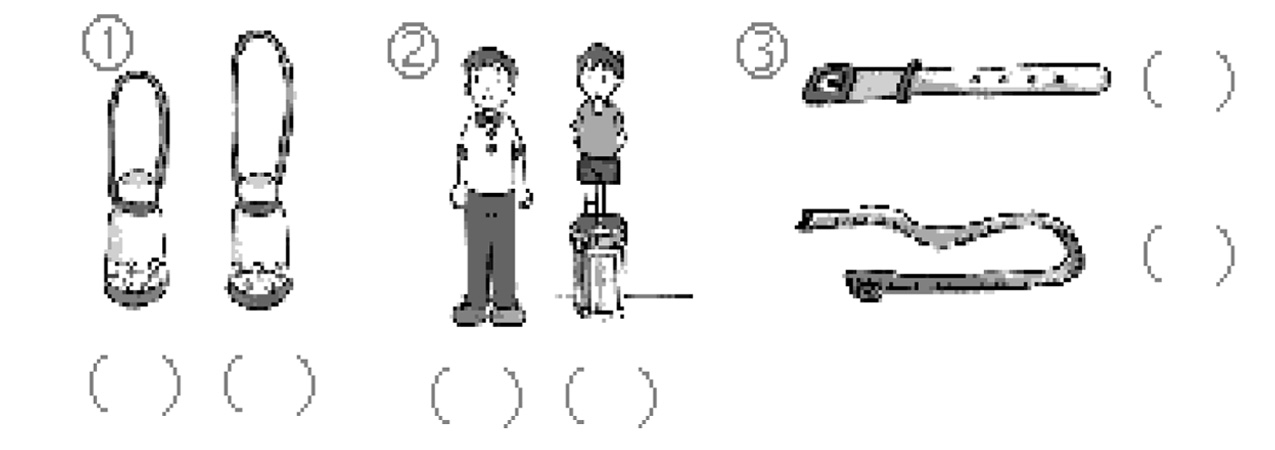 ① ② ③ ( )
( )
( ) ( ) ( ) ( )